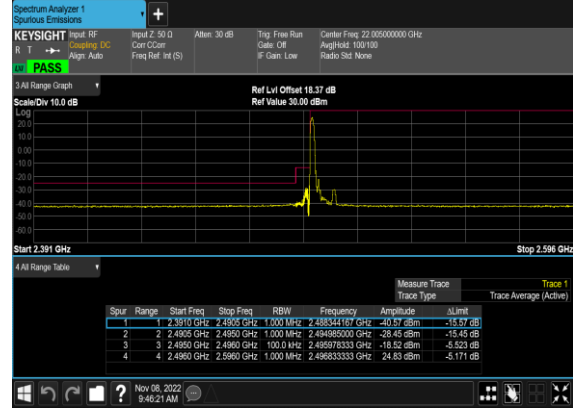 Spectrum Analyzer 1
Spurious Emissions
+
KEYSIGHT Input: RF Input Z: 50 Ω Atten: 30 dB Trig: Free Run Center Freq: 22.005000000 GHz
R T Coupling: DC Corr CCorr Gate: Off Avg|Hold: 100/100
Align: Auto Freq Ref: Int (S) IF Gain: Low Radio Std: None
PASS
3 All Range Graph
Ref Lvl Offset 18.37 dB
Scale/Div 10.0 dB Ref Value 30.00 dBm
Log
20.0
10.0
0.00
-10.0
-20.0
-30.0
-40.0
-50.0
-60.0
Start 2.391 GHz Stop 2.596 GHz
4 All Range Table
Measure Trace Trace 1
Trace Type Trace Average (Active)
Spur Range Start Freq Stop Freq RBW Frequency Amplitude ΔLimit
1 1 2.3910 GHz 2.4905 GHz 1.000 MHz 2.488344167 GHz -40.57 dBm -15.57 dB
2 2 2.4905 GHz 2.4950 GHz 1.000 MHz 2.494985000 GHz -28.45 dBm -15.45 dB
3 3 2.4950 GHz 2.4960 GHz 100.0 kHz 2.495978333 GHz -18.52 dBm -5.523 dB
4 4 2.4960 GHz 2.5960 GHz 1.000 MHz 2.496833333 GHz 24.83 dBm -5.171 dB
?
Nov 08, 2022
9:46:21 AM